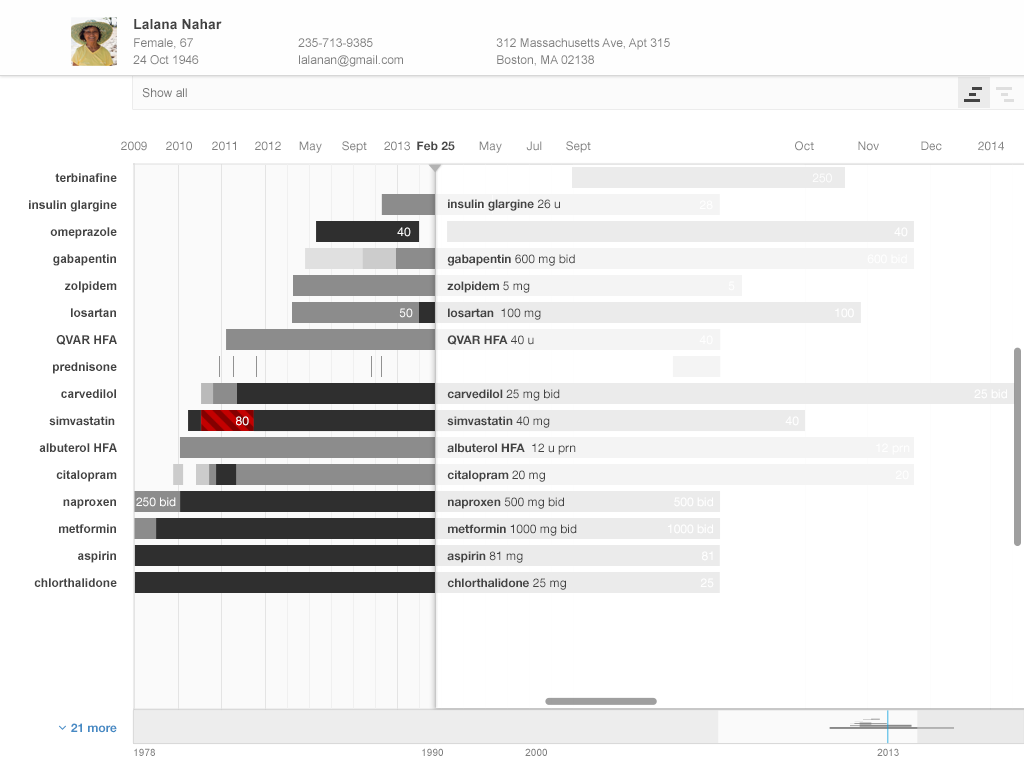 Lalana Nahar
Female, 67 235-713-9385 312 Massachusetts Ave, Apt 315
24 Oct 1946 lalanan@gmail.com Boston, MA 02138
Show all
2009 2010 2011 2012 May Sept 2013 Feb 25 May Jul Sept Oct Nov Dec 2014
terbinafine 250
insulin glargine insulin glargine 26 u 26
omeprazole 40 40
gabapentin gabapentin 600 mg bid 600 bid
zolpidem zolpidem 5 mg 5
losartan 50 losartan 100 mg 100
QVAR HFA QVAR HFA 40 u 40
prednisone
carvedilol carvedilol 25 mg bid 25 bid
simvastatin 80 simvastatin 40 mg 40
albuterol HFA albuterol HFA 12 u prn 12 prn
citalopram citalopram 20 mg 20
naproxen 250 bid naproxen 500 mg bid 500 bid
metformin metformin 1000 mg bid 1000 bid
aspirin aspirin 81 mg 81
chlorthalidone chlorthalidone 25 mg 25
21 more
1978 1990 2000 2013